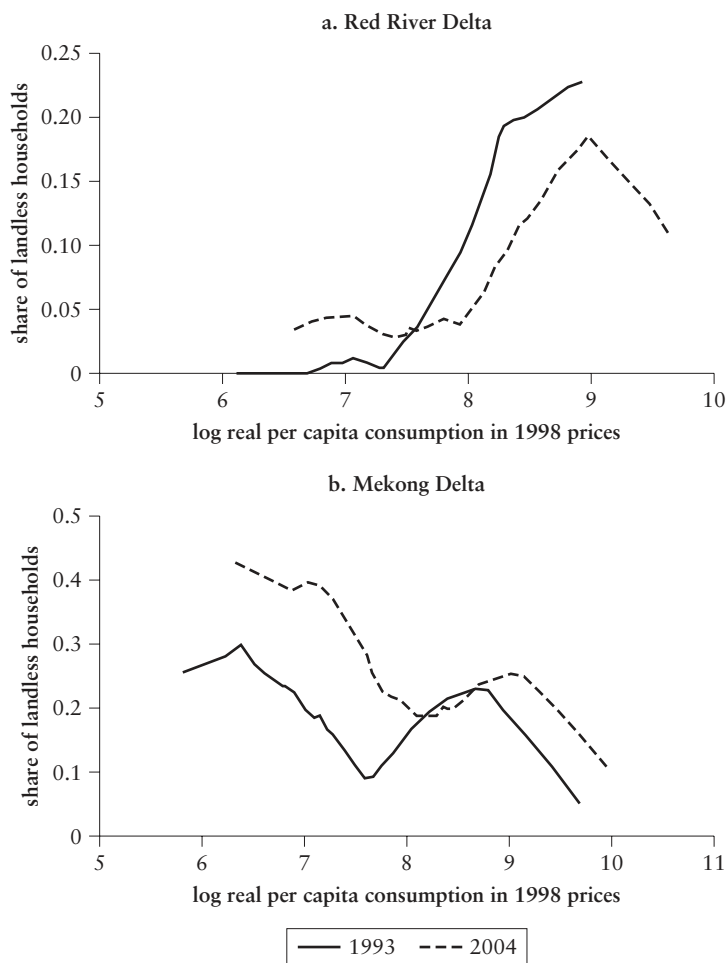 a. Red River Delta
share of landless households
0.25
0.20
0.15
0.10
0.05
0
5 6 7 8 9 10
log real per capita consumption in 1998 prices
b. Mekong Delta
share of landless households
0.5
0.4
0.3
0.2
0.1
0
5 6 7 8 9 10 11
log real per capita consumption in 1998 prices
1993 2004